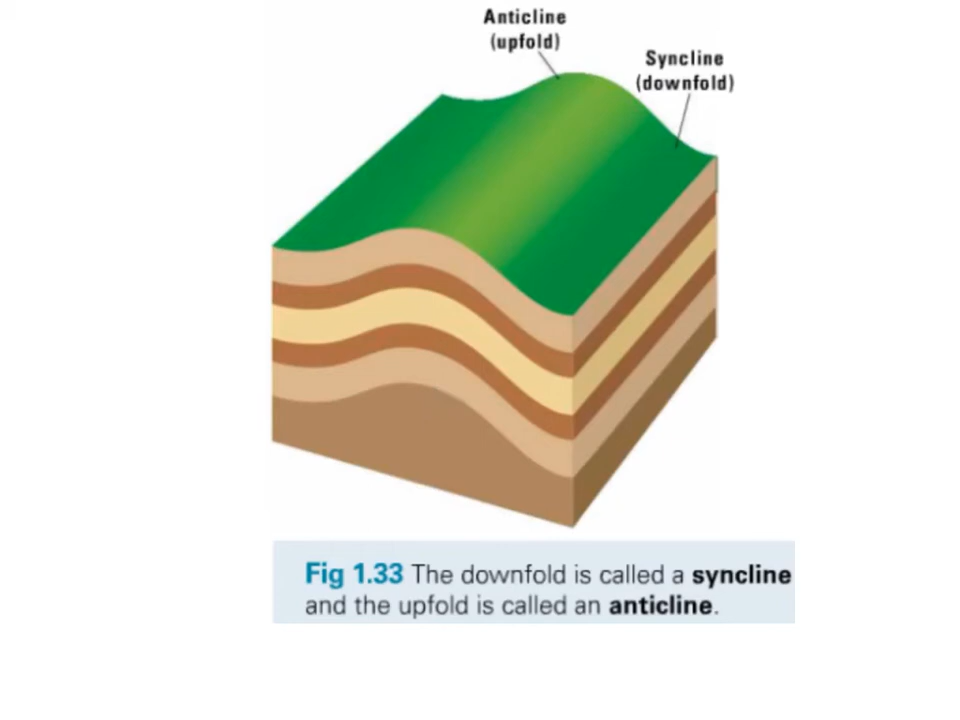 Anticline
(upfold)
Syncline
(downfold)
Fig 1.33 The downfold is called a syncline
and the upfold is called an anticline.